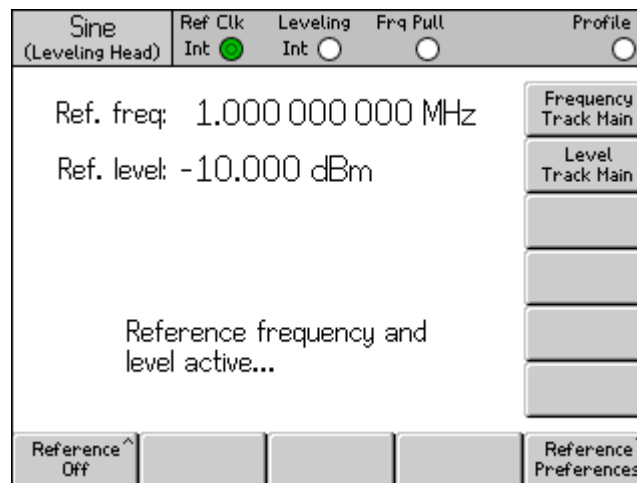 Sine
(Leveling Head)
Ref Clk
Int
Leveling
Int
Frq Pull
Profile
Ref. freq: 1.000 000 000 MHz
Ref. level: -10.000 dBm
Frequency
Track Main
Level
Track Main
Reference frequency and
level active...
Reference ^
Off
Reference
Preferences